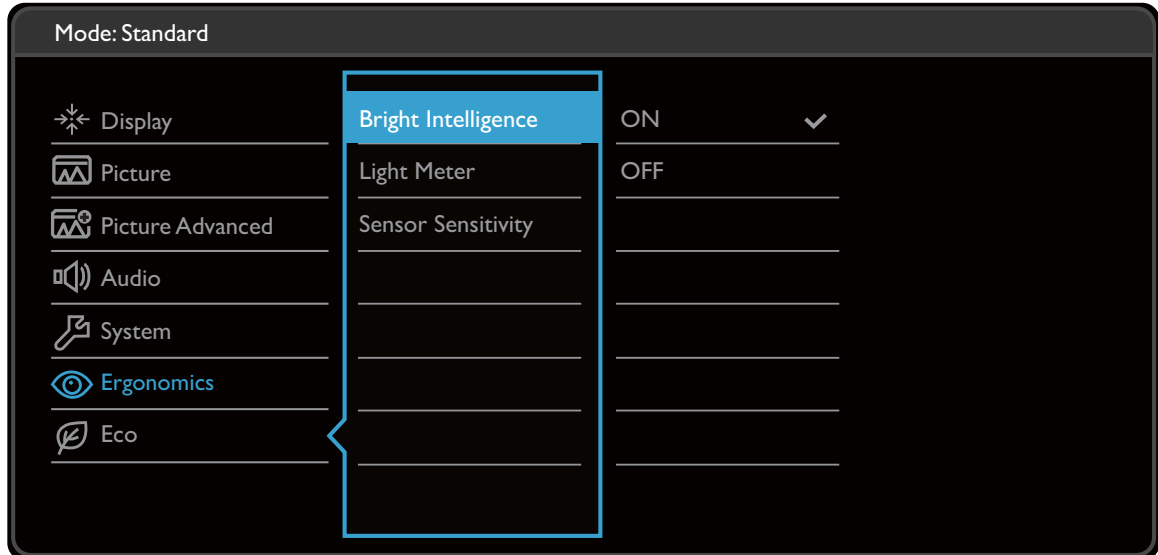 Mode: Standard
Display
Picture
Picture Advanced
Audio
System
Ergonomics
Eco
Bright Intelligence
Light Meter
Sensor Sensitivity
ON
OFF